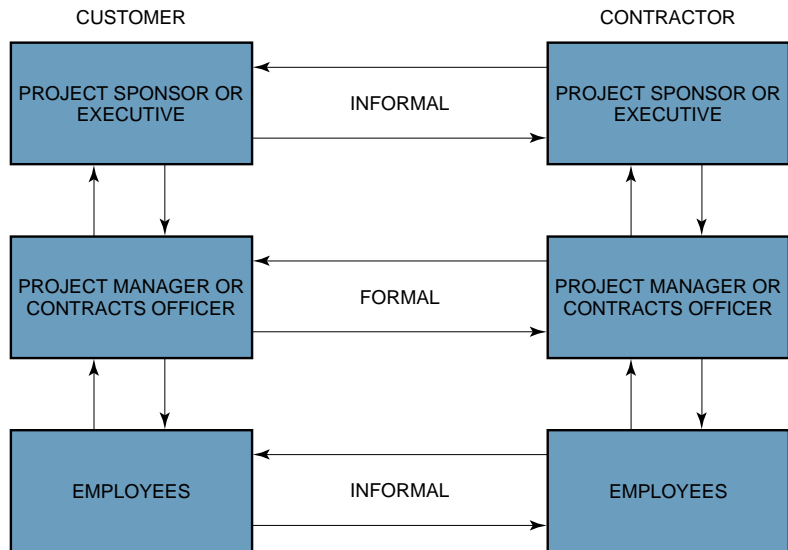 CUSTOMER
CONTRACTOR
PROJECT SPONSOR OR
EXECUTIVE
INFORMAL
PROJECT SPONSOR OR
EXECUTIVE
PROJECT MANAGER OR
CONTRACTS OFFICER
FORMAL
PROJECT MANAGER OR
CONTRACTS OFFICER
EMPLOYEES
INFORMAL
EMPLOYEES